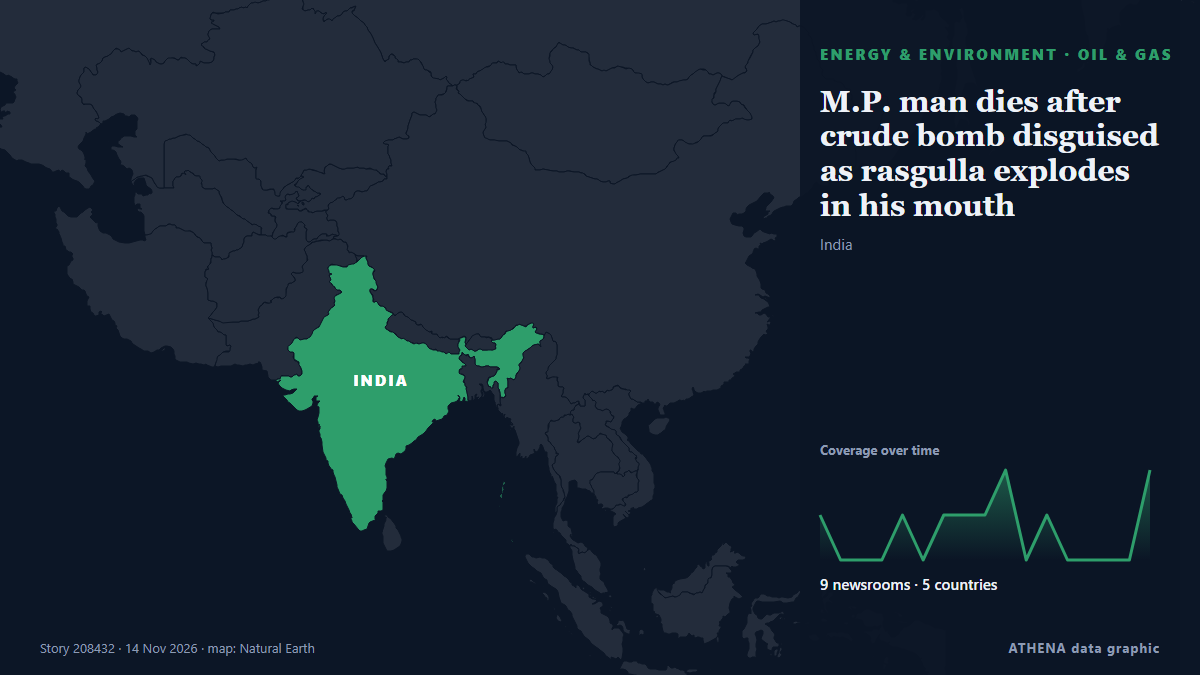 ENERGY & ENVIRONMENT · OIL & GAS
M.P. man dies after
crude bomb disguised
as rasgulla explodes
in his mouth
India
INDIA
Coverage over time
9 newsrooms · 5 countries
Story 208432 · 14 Nov 2026 · map: Natural Earth
ATHENA data graphic